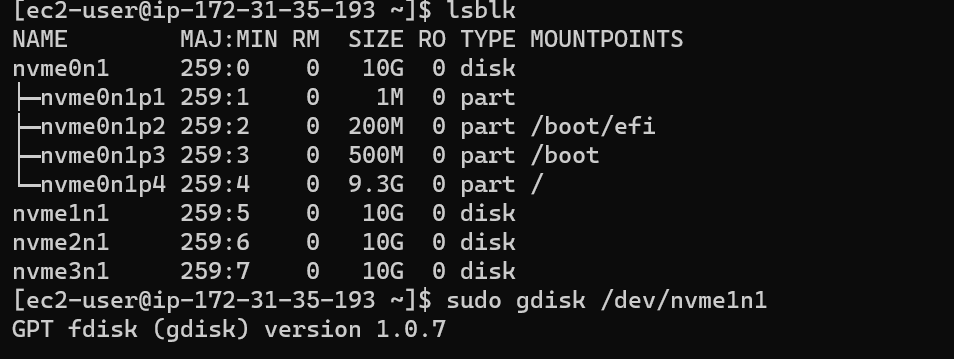 [ec2-user@ip-172-31-35-193 ~]$ lsblk
NAME        MAJ:MIN RM  SIZE RO TYPE MOUNTPOINTS
nvme0n1     259:0    0   10G  0 disk
├─nvme0n1p1 259:1    0    1M  0 part
├─nvme0n1p2 259:2    0  200M  0 part /boot/efi
├─nvme0n1p3 259:3    0  500M  0 part /boot
└─nvme0n1p4 259:4    0  9.3G  0 part /
nvme1n1     259:5    0   10G  0 disk
nvme2n1     259:6    0   10G  0 disk
nvme3n1     259:7    0   10G  0 disk
[ec2-user@ip-172-31-35-193 ~]$ sudo gdisk /dev/nvme1n1
GPT fdisk (gdisk) version 1.0.7